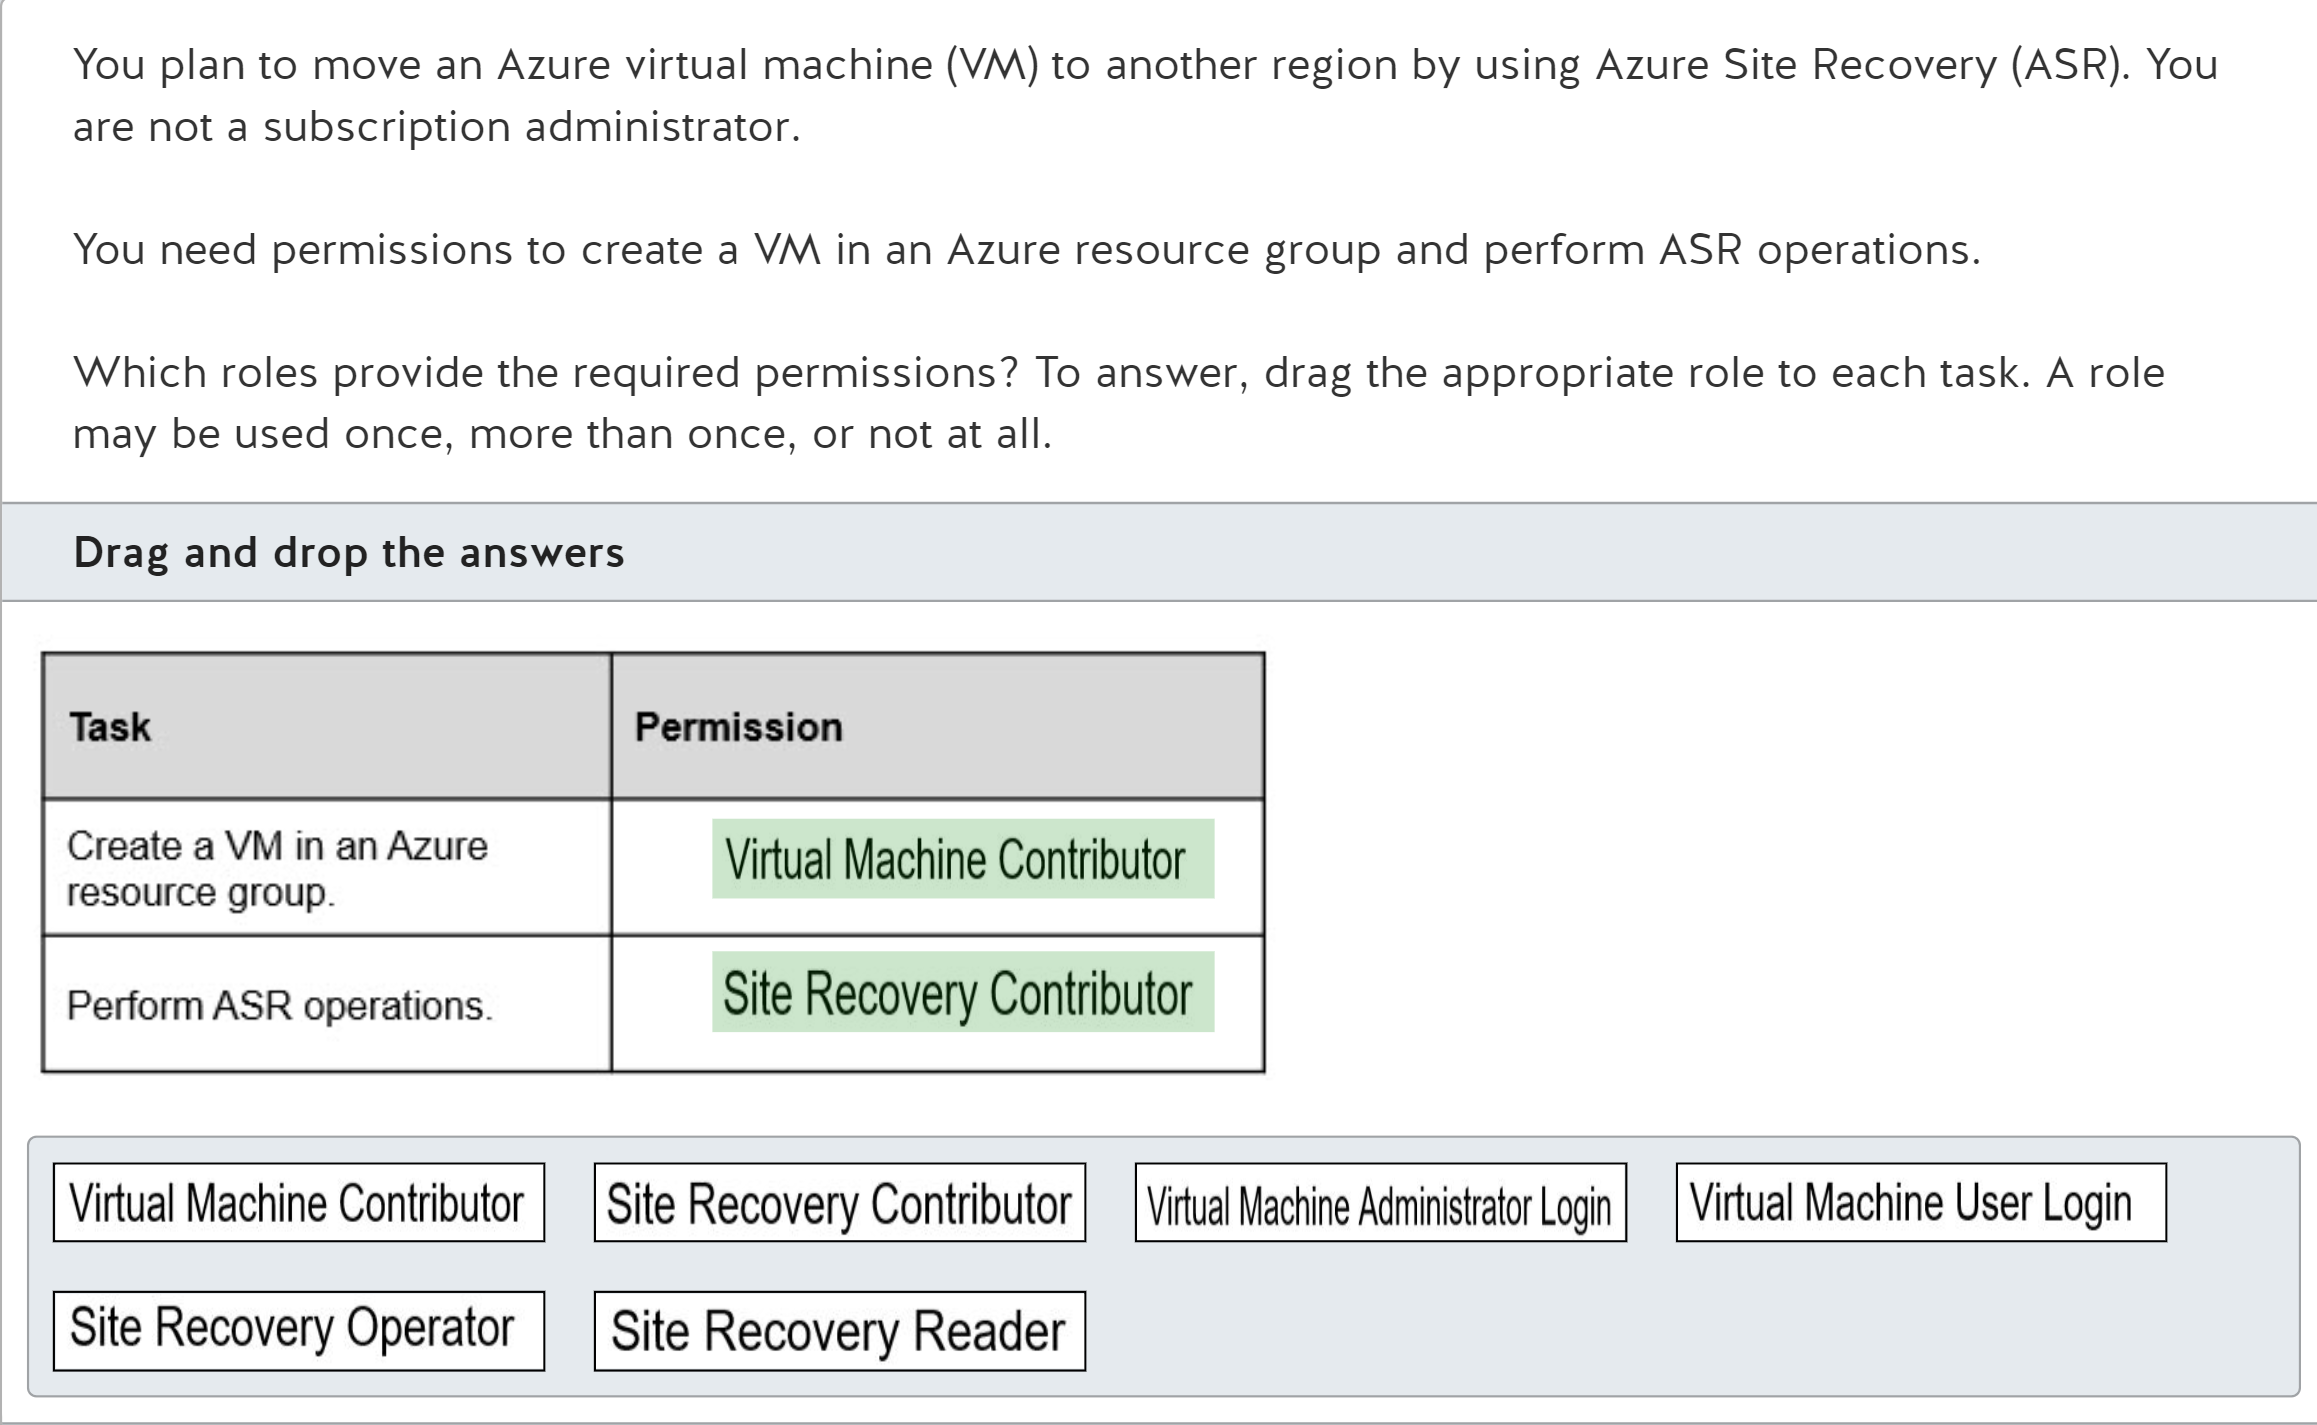 You plan to move an Azure virtual machine (VM) to another region by using Azure Site Recovery (ASR). You
are not a subscription administrator.
You need permissions to create a VM in an Azure resource group and perform ASR operations.
Which roles provide the required permissions? To answer, drag the appropriate role to each task. A role
may be used once, more than once, or not at all.
Drag and drop the answers
Task
Permission
Create a VM in an Azure
resource group.
Virtual Machine Contributor
Perform ASR operations.
Site Recovery Contributor
Virtual Machine Contributor
Site Recovery Contributor
Virtual Machine Administrator Login
Virtual Machine User Login
Site Recovery Operator
Site Recovery Reader